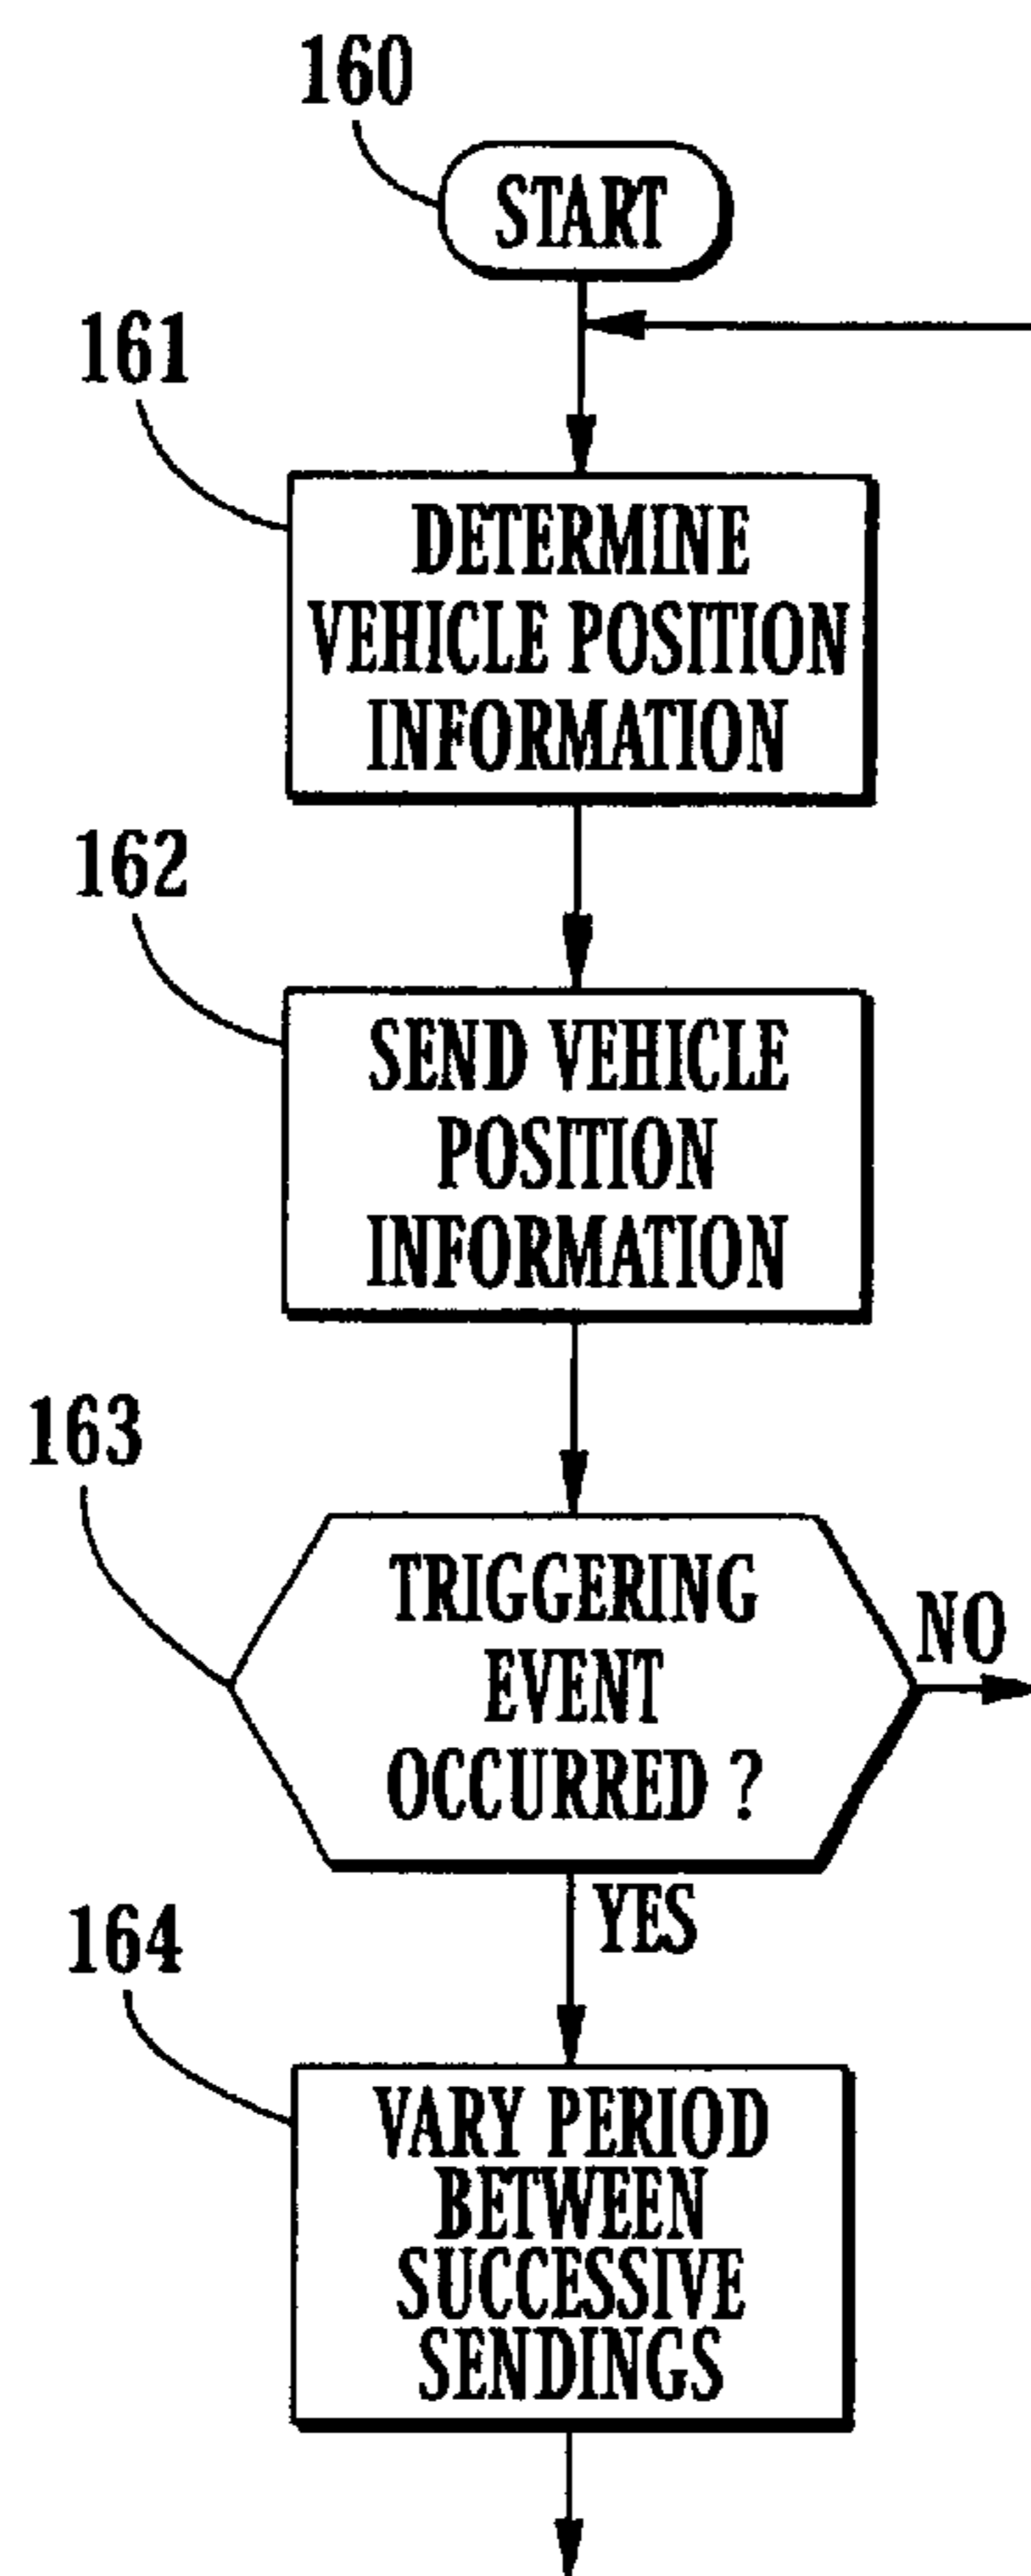 160
START
161
DETERMINE
VEHICLE POSITION
INFORMATION
162
SEND VEHICLE
POSITION
INFORMATION
163
TRIGGERING
EVENT
OCCURRED ?
NO
YES
164
VARY PERIOD
BETWEEN
SUCCESSIVE
SENDINGS